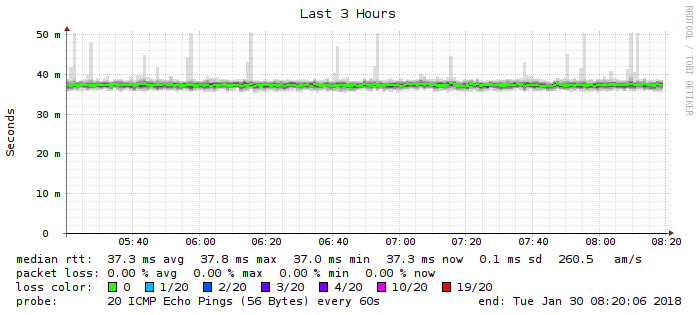 Last 3 Hours
RRDTOOL / TOBI OETIKER
Seconds
50 m
40 m
30 m
20 m
10 m
0
05:40 06:00 06:20 06:40 07:00 07:20 07:40 08:00 08:20
median rtt: 37.3 ms avg 37.8 ms max 37.0 ms min 37.3 ms now 0.1 ms sd 260.5 am/s
packet loss: 0.00 % avg 0.00 % max 0.00 % min 0.00 % now
loss color: 0 1/20 2/20 3/20 4/20 10/20 19/20
probe: 20 ICMP Echo Pings (56 Bytes) every 60s end: Tue Jan 30 08:20:06 2018